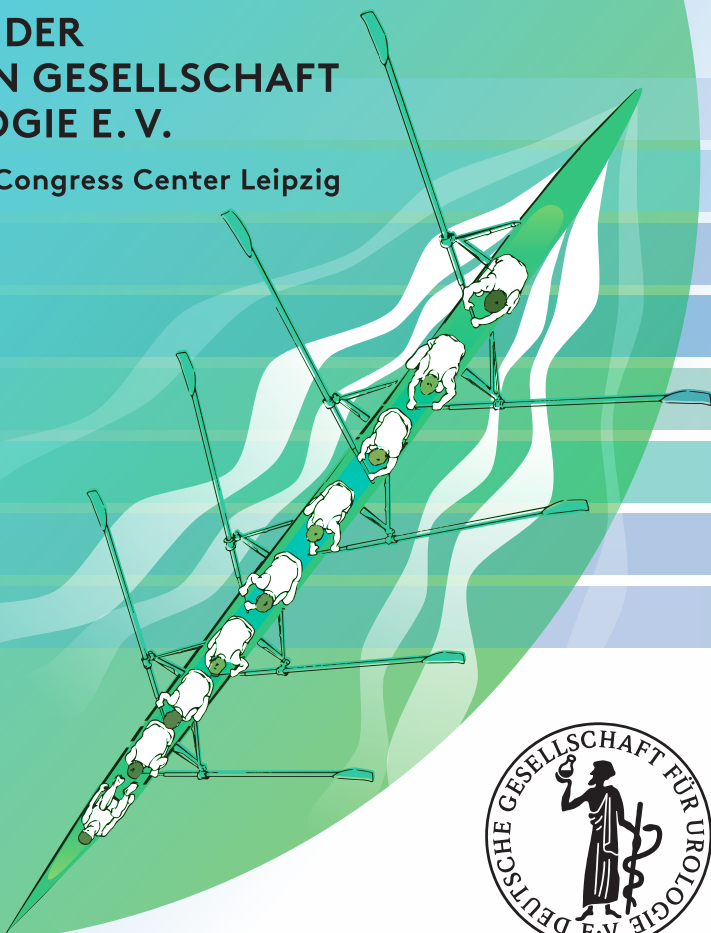 DER
N GESELLSCHAFT
OGIE E. V.
Congress Center Leipzig
DEUTSCHE GESELLSCHAFT FÜR UROLOGIE
E.V.